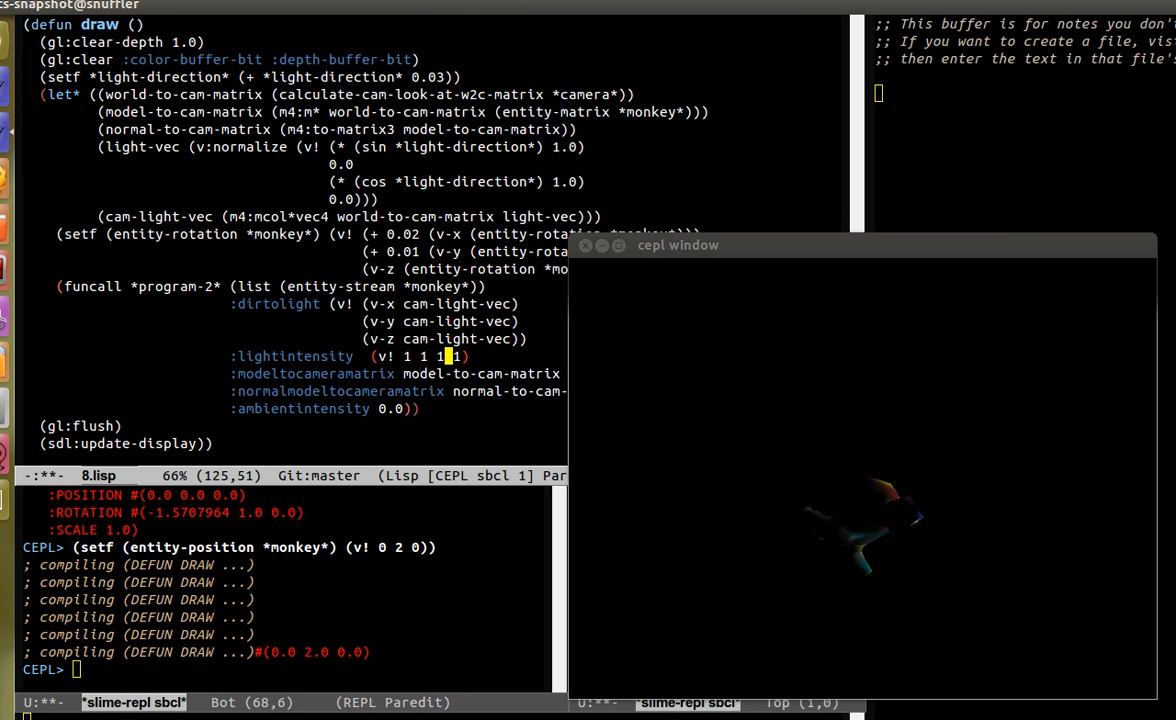 cs-snapshot@snuffler
(defun draw ()
(gl:clear-depth 1.0)
(gl:clear :color-buffer-bit :depth-buffer-bit)
(setf *light-direction* (+ *light-direction* 0.03))
(let* ((world-to-cam-matrix (calculate-cam-look-at-w2c-matrix *camera*))
(model-to-cam-matrix (m4:m* world-to-cam-matrix (entity-matrix *monkey*)))
(normal-to-cam-matrix (m4:to-matrix3 model-to-cam-matrix))
(light-vec (v:normalize (v! (* (sin *light-direction*) 1.0)
0.0
(* (cos *light-direction*) 1.0)
0.0)))
(cam-light-vec (m4:mcol*vec4 world-to-cam-matrix light-vec)))
(setf (entity-rotation *monkey*) (v! (+ 0.02 (v-x (entity-rotation *monkey*)))
(+ 0.01 (v-y (entity-rota
(v-z (entity-rotation *mo
(funcall *program-2* (list (entity-stream *monkey*))
:dirtolight (v! (v-x cam-light-vec)
(v-y cam-light-vec)
(v-z cam-light-vec))
:lightintensity (v! 1 1 1 1)
:modeltocameramatrix model-to-cam-matrix
:normalmodeltocameramatrix normal-to-cam-
:ambientintensity 0.0))
(gl:flush)
(sdl:update-display))
-:**- 8.lisp 66% (125,51) Git:master (Lisp [CEPL sbcl 1] Par
:POSITION #(0.0 0.0 0.0)
:ROTATION #(-1.5707964 1.0 0.0)
:SCALE 1.0)
CEPL> (setf (entity-position *monkey*) (v! 0 2 0))
; compiling (DEFUN DRAW ...)
; compiling (DEFUN DRAW ...)
; compiling (DEFUN DRAW ...)
; compiling (DEFUN DRAW ...)
; compiling (DEFUN DRAW ...)
; compiling (DEFUN DRAW ...)#(0.0 2.0 0.0)
CEPL>
U:**- *slime-repl sbcl* Bot (68,6) (REPL Paredit)
;; This buffer is for notes you don't
;; If you want to create a file, vis
;; then enter the text in that file's
cepl window
U:**- *slime-repl sbcl* Top (1,0)